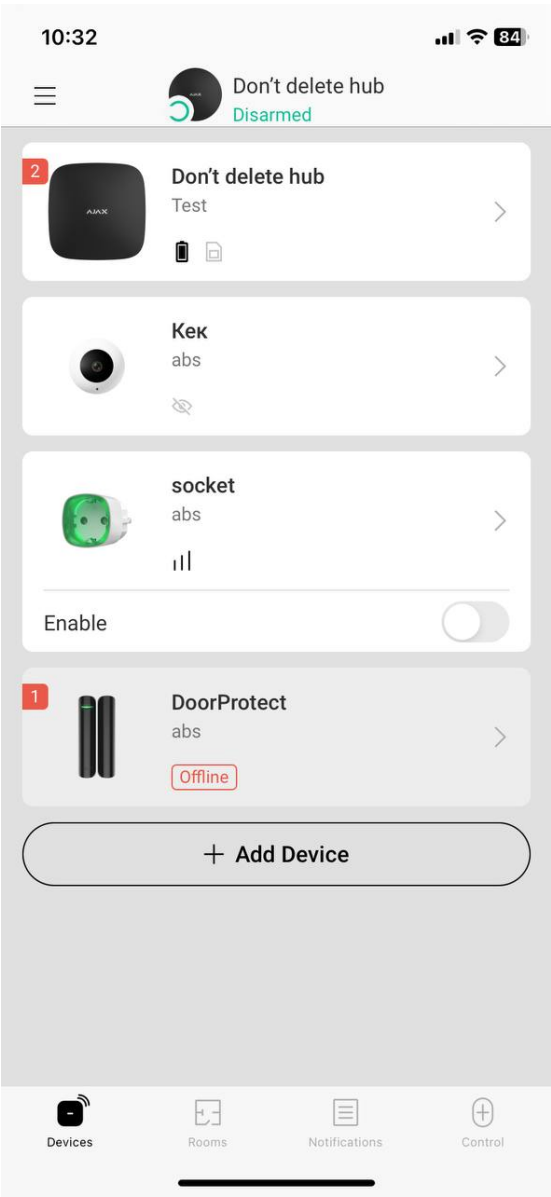 10:32
84
Don't delete hub
Disarmed
2
AJAX
Don't delete hub
Test
Кек
abs
socket
abs
Enable
1
DoorProtect
abs
Offline
+ Add Device
Devices
Rooms
Notifications
Control